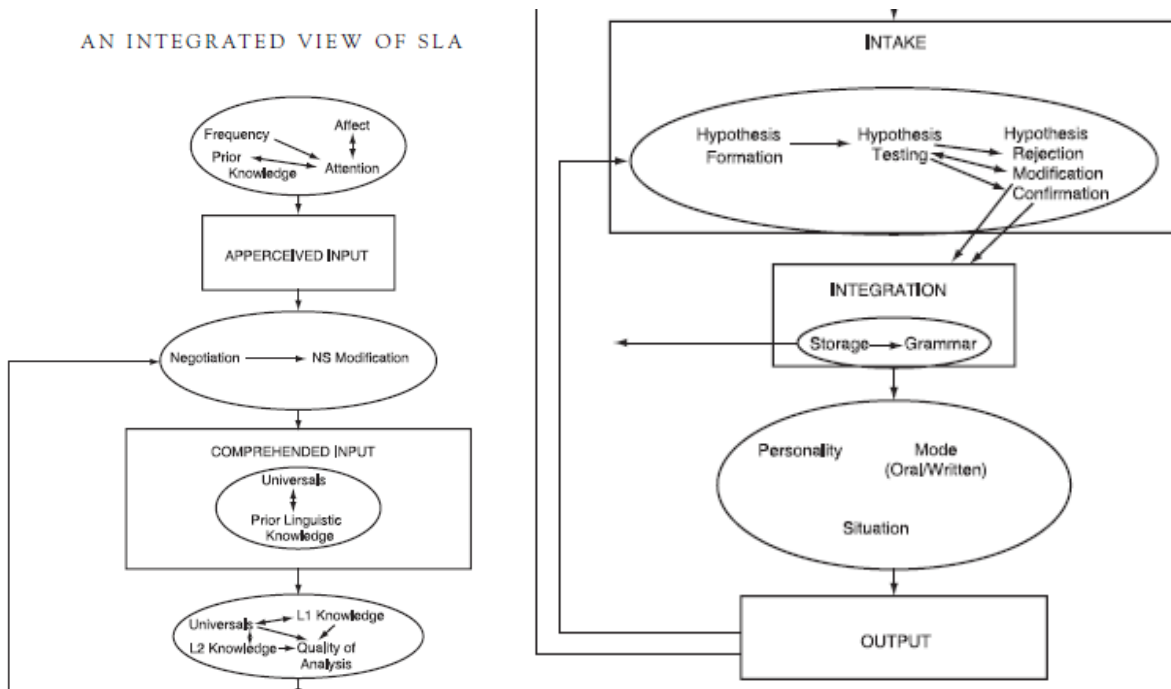 AN INTEGRATED VIEW OF SLA
Frequency
Affect
Prior
Knowledge
Attention
APPERCEIVED INPUT
Negotiation
NS Modification
COMPREHENDED INPUT
Universals
Prior Linguistic
Knowledge
Universals
L1 Knowledge
L2 Knowledge
Quality of
Analysis
INTAKE
Hypothesis
Formation
Hypothesis
Testing
Hypothesis
Rejection
Modification
Confirmation
INTEGRATION
Storage
Grammar
Personality
Mode
(Oral/Written)
Situation
OUTPUT